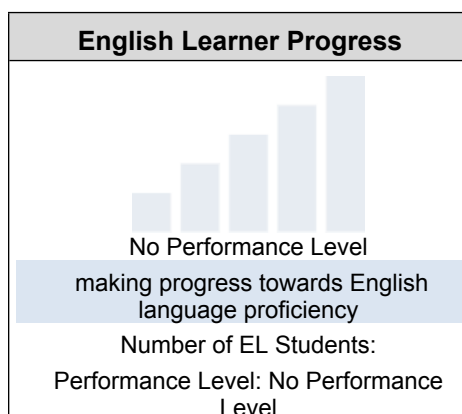 English Learner Progress
No Performance Level
making progress towards English
language proficiency
Number of EL Students:
Performance Level: No Performance
Level